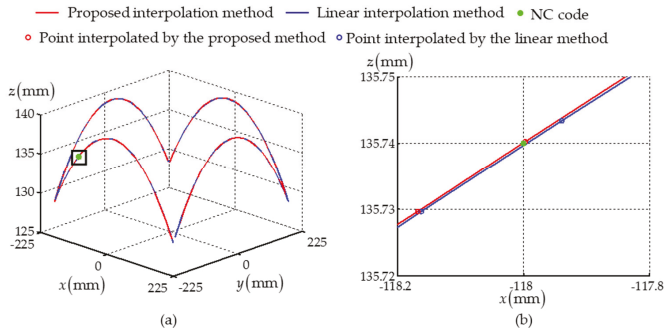 Proposed interpolation method Linear interpolation method NC code
Point interpolated by the proposed method Point interpolated by the linear method
z(mm)
140
135
130
125
-225
0
x(mm)
225
-225
0
y(mm)
225
(a)
z(mm)
135.75
135.74
135.73
135.72
-118.2
-118
-117.8
x(mm)
(b)